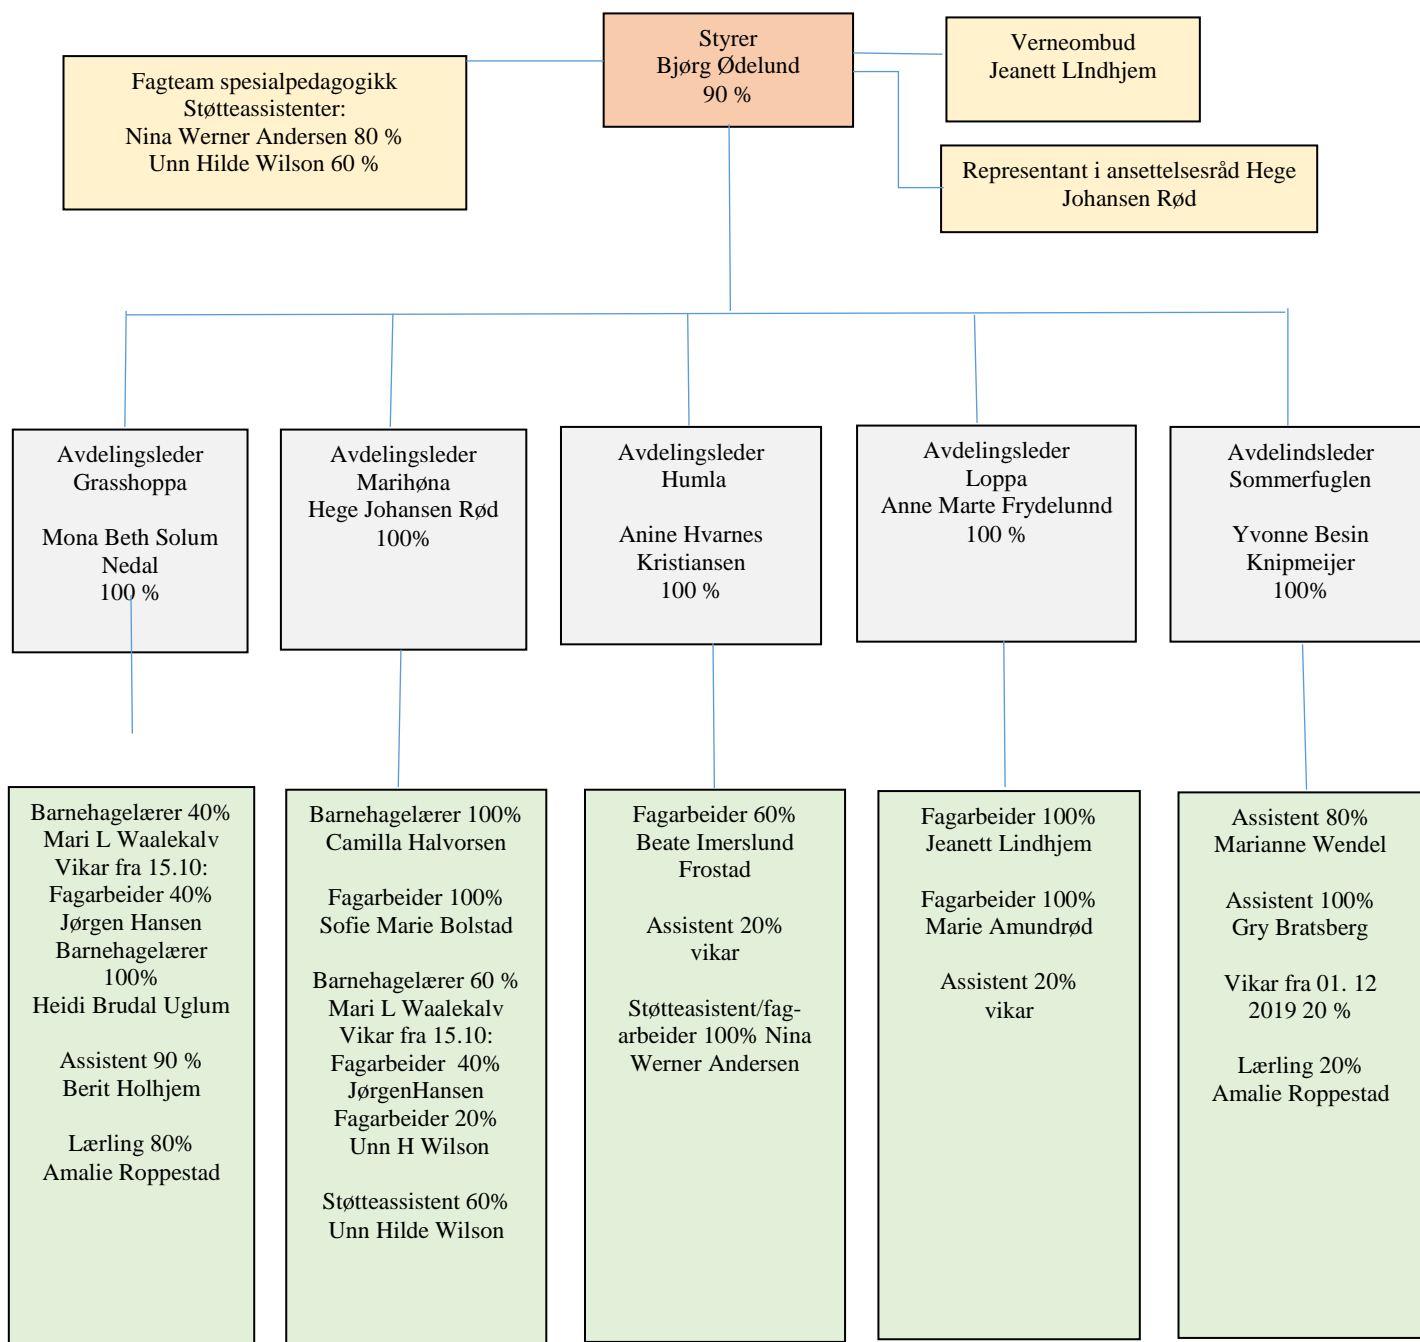 Styrer
Bjørg Ødelund
90 %
Verneombud
Jeanett LIndhjem
Fagteam spesialpedagogikk
Støtteassistenter:
Nina Werner Andersen 80 %
Unn Hilde Wilson 60 %
Representant i ansettelsesråd Hege
Johansen Rød
Avdelingsleder
Grasshoppa
Mona Beth Solum
Nedal
100 %
Avdelingsleder
Marihøna
Hege Johansen Rød
100%
Avdelingsleder
Humla
Anine Hvarnes
Kristiansen
100 %
Avdelingsleder
Loppa
Anne Marte Frydelunnd
100 %
Avdelindsleder
Sommerfuglen
Yvonne Besin
Knipmeijer
100%
Barnehagelærer 40%
Mari L Waalekalv
Vikar fra 15.10:
Fagarbeider 40%
Jørgen Hansen
Barnehagelærer
100%
Heidi Brudal Uglum
Assistent 90 %
Berit Holhjem
Lærling 80%
Amalie Roppestad
Barnehagelærer 100%
Camilla Halvorsen
Fagarbeider 100%
Sofie Marie Bolstad
Barnehagelærer 60 %
Mari L Waalekalv
Vikar fra 15.10:
Fagarbeider  40%
JørgenHansen
Fagarbeider 20%
Unn H Wilson
Støtteassistent 60%
Unn Hilde Wilson
Fagarbeider 60%
Beate Imerslund
Frostad
Assistent 20%
vikar
Støtteasistent/fag-
arbeider 100% Nina
Werner Andersen
Fagarbeider 100%
Jeanett Lindhjem
Fagarbeider 100%
Marie Amundrød
Assistent 20%
vikar
Assistent 80%
Marianne Wendel
Assistent 100%
Gry Bratsberg
Vikar fra 01. 12
2019 20 %
Lærling 20%
Amalie Roppestad